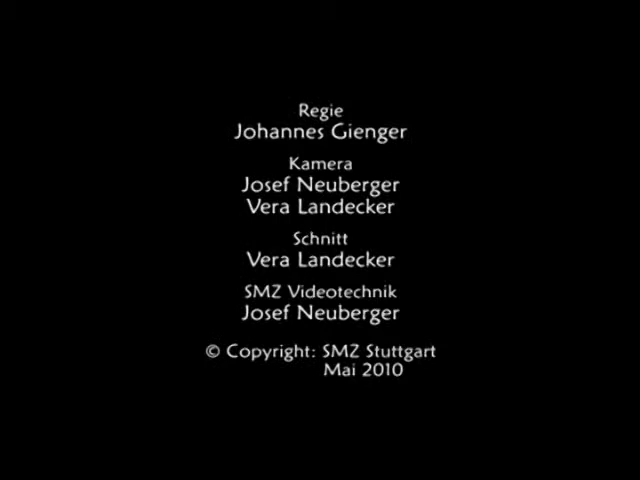 Regie
Johannes Gienger
Kamera
Josef Neuberger
Vera Landecker
Schnitt
Vera Landecker
SMZ Videotechnik
Josef Neuberger
© Copyright: SMZ Stuttgart
Mai 2010